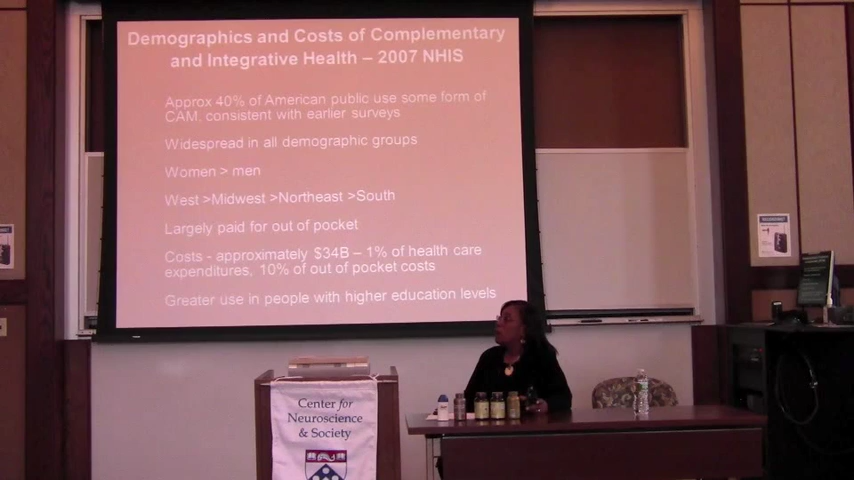 Demographics and Costs of Complementary
and Integrative Health – 2007 NHIS
Approx 40% of American public use some form of
CAM, consistent with earlier surveys
Widespread in all demographic groups
Women > men
West >Midwest >Northeast >South
Largely paid for out of pocket
Costs - approximately $34B – 1% of health care
expenditures, 10% of out of pocket costs
Greater use in people with higher education levels
Center for
Neuroscience
& Society